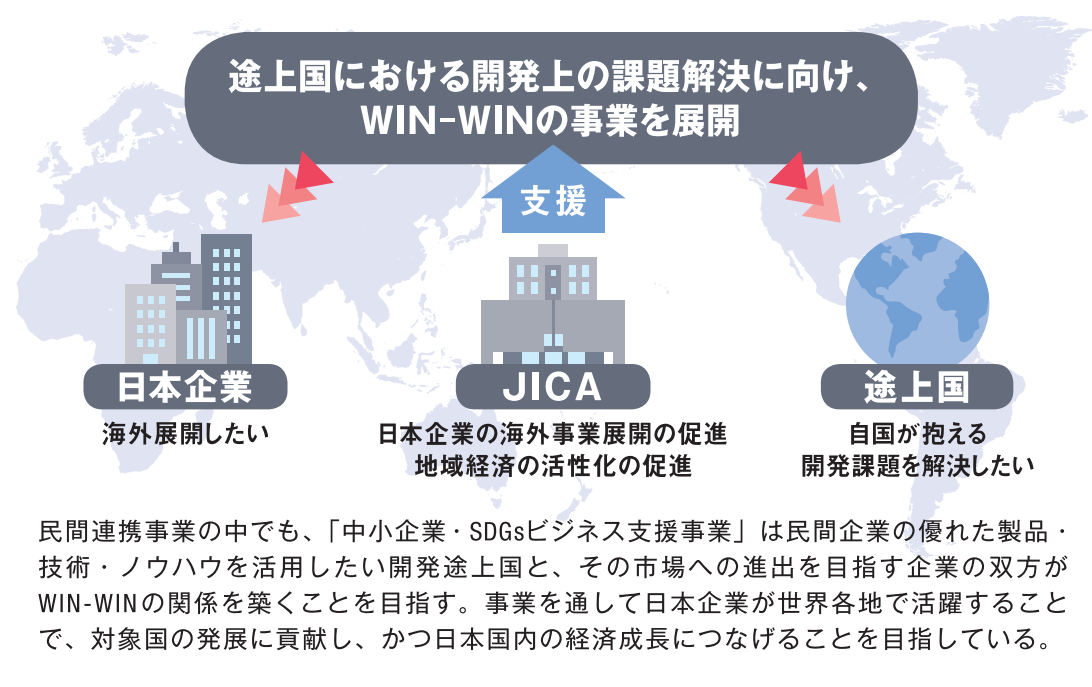 途上国における開発上の課題解決に向け、
WIN-WINの事業を展開
支援
日本企業
JICA
途上国
海外展開したい
日本企業の海外事業展開の促進
地域経済の活性化の促進
自国が抱える
開発課題を解決したい
民間連携事業の中でも、「中小企業・SDGsビジネス支援事業」は民間企業の優れた製品・
技術・ノウハウを活用したい開発途上国と、その市場への進出を目指す企業の双方が
WIN-WINの関係を築くことを目指す。事業を通して日本企業が世界各地で活躍すること
で、対象国の発展に貢献し、かつ日本国内の経済成長につなげることを目指している。